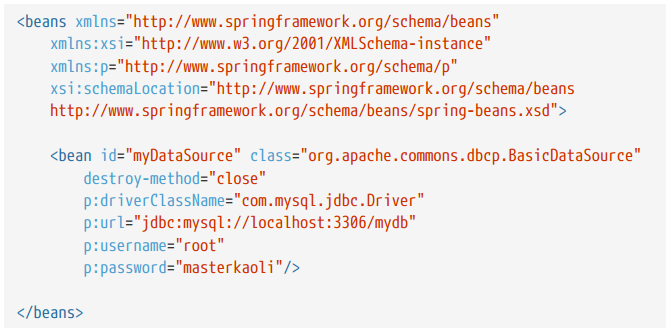 <beans xmlns="http://www.springframework.org/schema/beans"
    xmlns:xsi="http://www.w3.org/2001/XMLSchema-instance"
    xmlns:p="http://www.springframework.org/schema/p"
    xsi:schemaLocation="http://www.springframework.org/schema/beans
    http://www.springframework.org/schema/beans/spring-beans.xsd">

    <bean id="myDataSource" class="org.apache.commons.dbcp.BasicDataSource"
        destroy-method="close"
        p:driverClassName="com.mysql.jdbc.Driver"
        p:url="jdbc:mysql://localhost:3306/mydb"
        p:username="root"
        p:password="masterkaoli"/>

</beans>